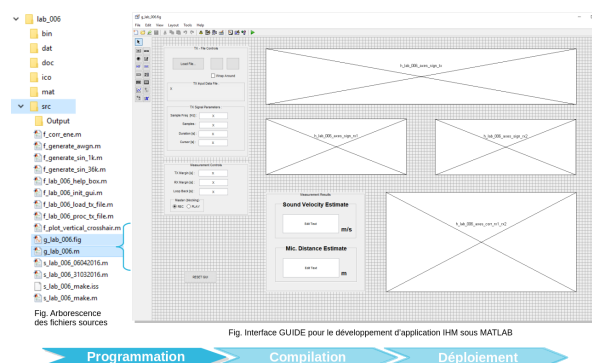 lab_006
bin
dat
doc
ico
mat
src
Output
f_corr_ene.m
f_generate_awgn.m
f_generate_sin_1k.m
f_generate_sin_36k.m
f_lab_006_help_box.m
f_lab_006_init_gui.m
f_lab_006_load_tx_file.m
f_lab_006_proc_tx_file.m
f_plot_vertical_crosshair.m
g_lab_006.fig
g_lab_006.m
s_lab_006_06042016.m
s_lab_006_31032016.m
s_lab_006_make.iss
s_lab_006_make.m
Fig. Arborescence
des fichiers sources
g_lab_006.fig
File Edit View Layout Tools Help
TX - File Controls
Load File...
Wrap Around
TX Input Data File
TX Signal Parameters
Sample Freq. [Hz]
Samples
Duration [s]
Cursor [s]
Measurement Controls
TX Margin [s]
RX Margin [s]
REC PLAY
RESET GUI
h_lab_006_axes_sign_tx
h_lab_006_axes_sign_rx1
h_lab_006_axes_sign_rx2
Measurement Results
Sound Velocity Estimate
Edit Text
m/s
Mic. Distance Estimate
Edit Text
m
h_lab_006_axes_corr_rx1_rx2
Fig. Interface GUIDE pour le développement d'application IHM sous MATLAB
Programmation
Compilation
Déploiement